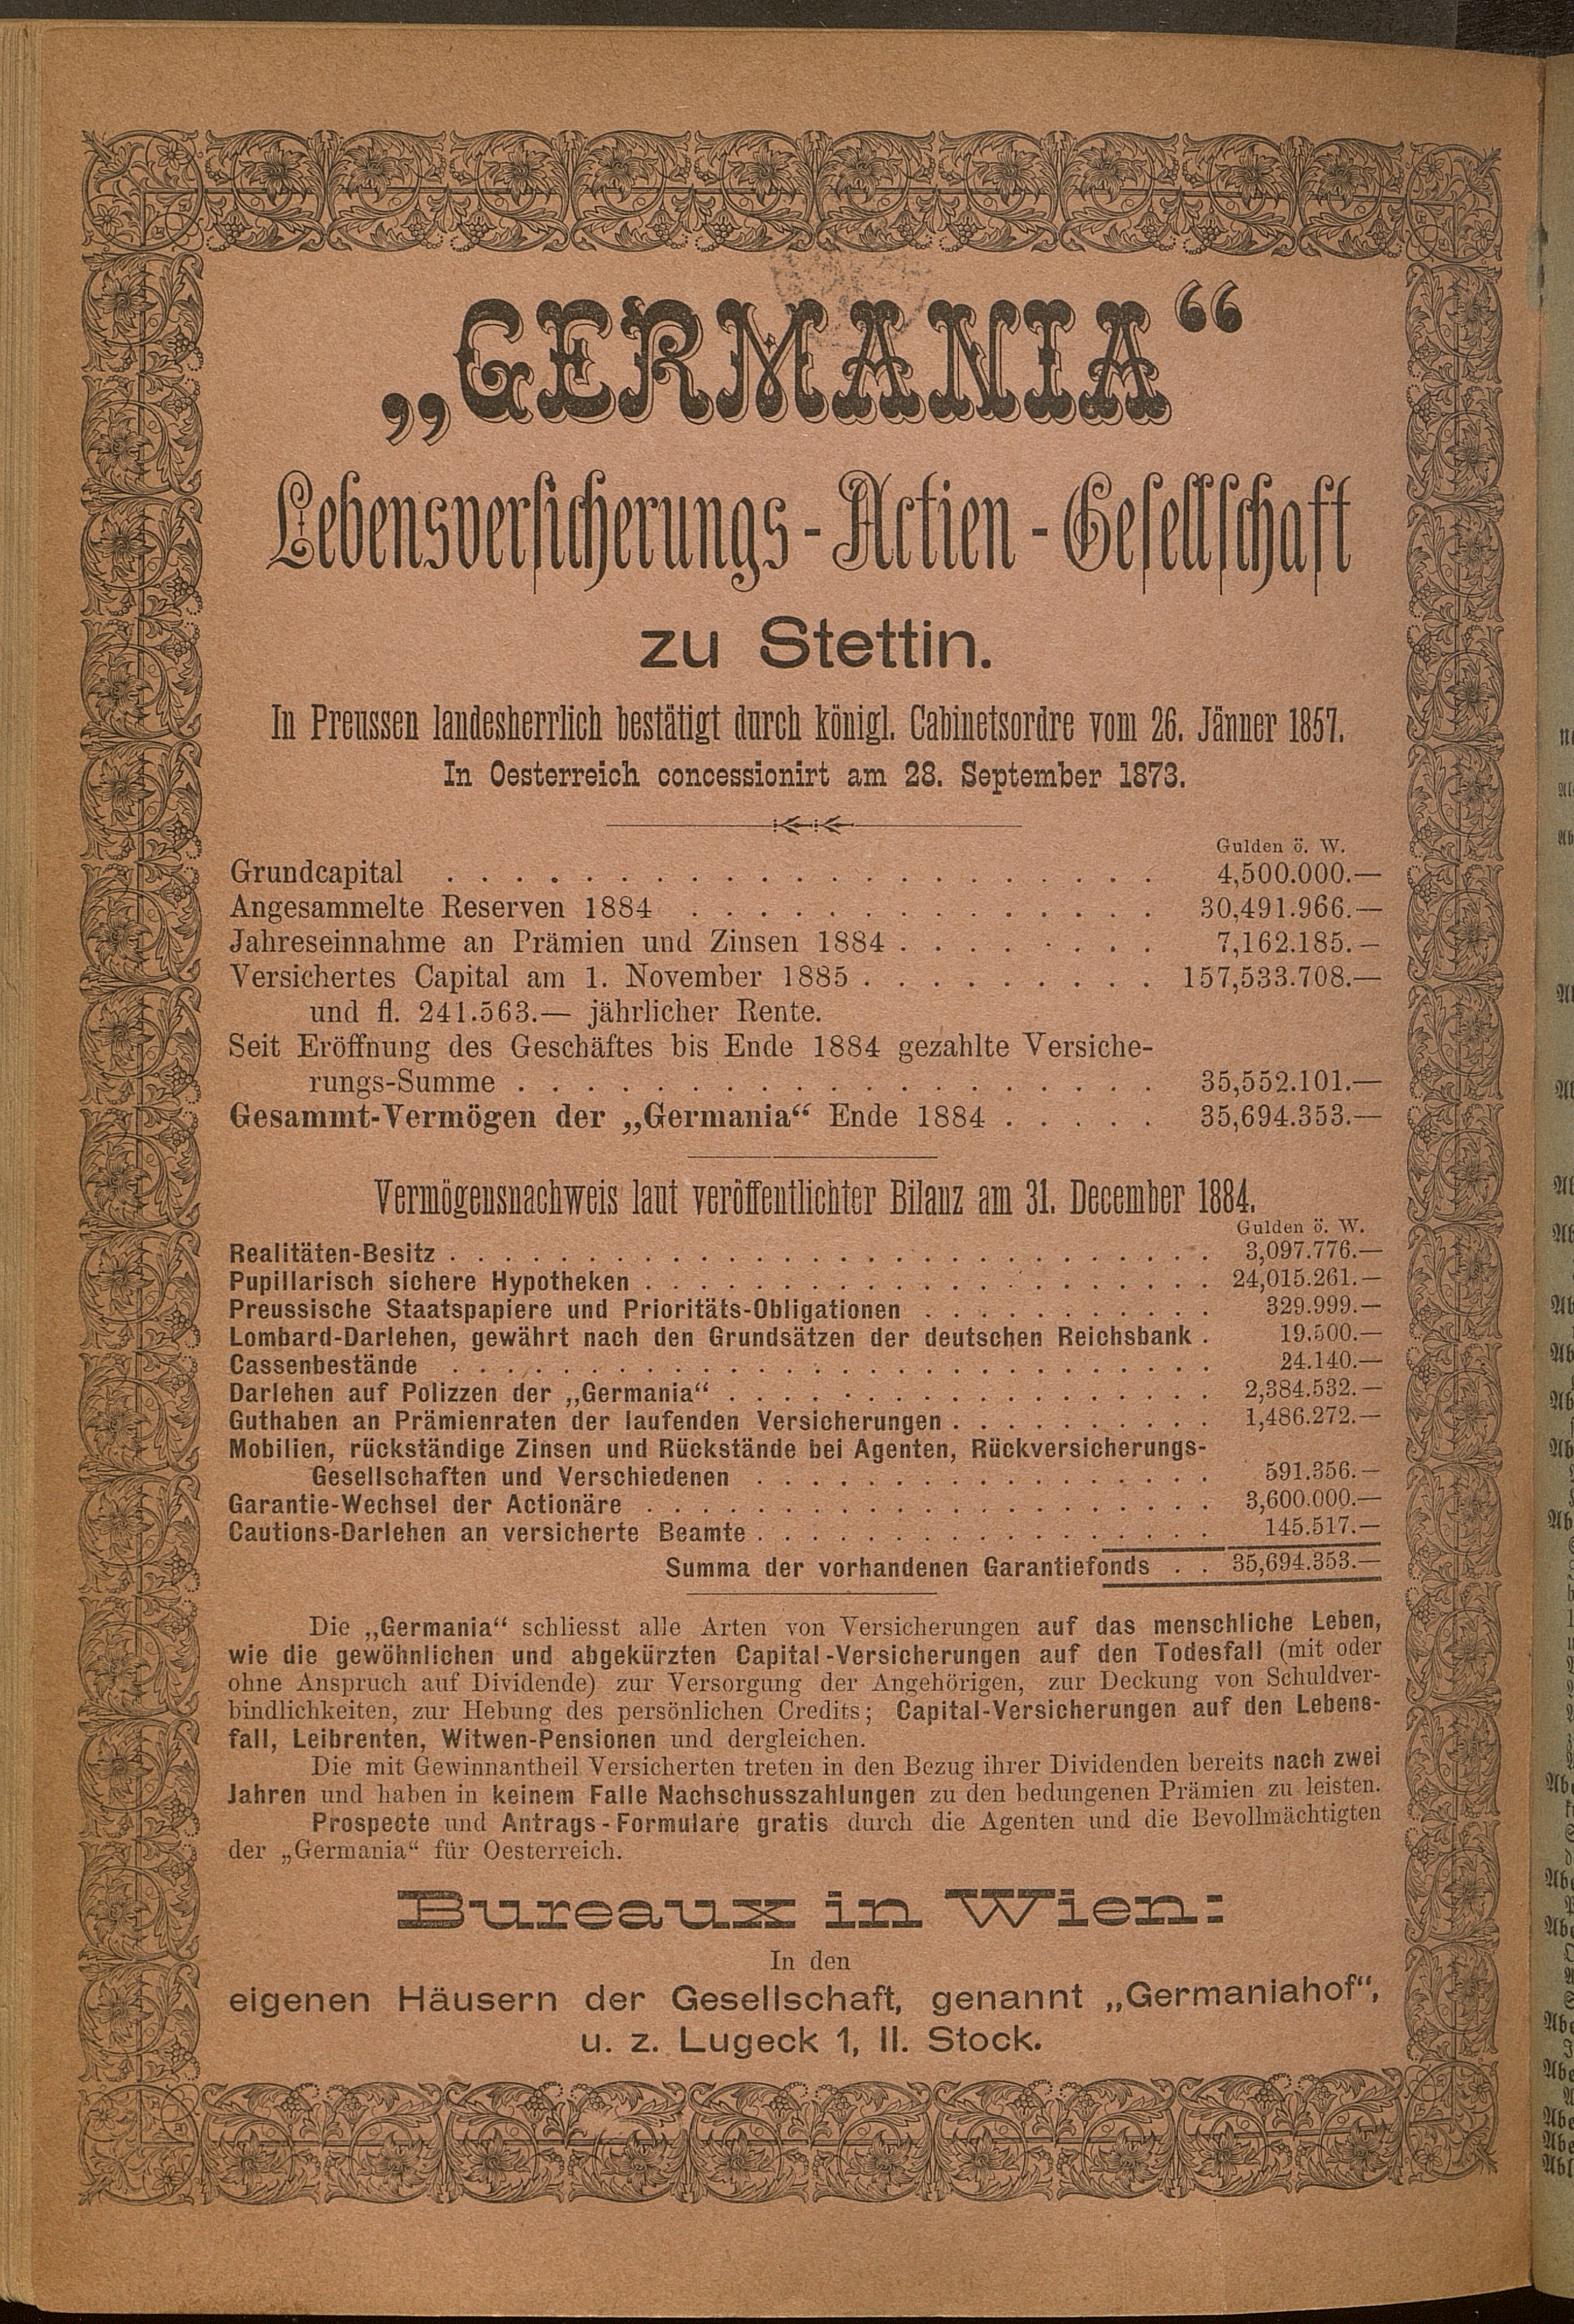 „GERMANIA“
Lebensversicherungs-Actien-Gesellschaft
zu Stettin.
In Preussen landesherrlich bestätigt durch königl. Cabinetsordre vom 26. Jänner 1857.
In Oesterreich concessionirt am 28. September 1873.
Gulden ö. W.
Grundcapital . . . . 4,500.000.—
Angesammelte Reserven 1884 . . . . 30,491.966.—
Jahreseinnahme an Prämien und Zinsen 1884 . . . . 7,162.185.—
Versichertes Capital am 1. November 1885 . . . . 157,533.708.—
und fl. 241.563.— jährlicher Rente.
Seit Eröffnung des Geschäftes bis Ende 1884 gezahlte Versiche-
rungs-Summe . . . . 35,552.101.—
Gesammt-Vermögen der „Germania“ Ende 1884 . . . . 35,694.353.—
Vermögensnachweis laut veröffentlichter Bilanz am 31. December 1884.
Gulden ö. W.
Realitäten-Besitz . . . . 3,097.776.—
Pupillarisch sichere Hypotheken . . . . 24,015.261.—
Preussische Staatspapiere und Prioritäts-Obligationen . . . . 329.999.—
Lombard-Darlehen, gewährt nach den Grundsätzen der deutschen Reichsbank . 19.500.—
Cassenbestände . . . . 24.140.—
Darlehen auf Polizzen der „Germania“ . . . . 2,384.532.—
Guthaben an Prämienraten der laufenden Versicherungen . . . . 1,486.272.—
Mobilien, rückständige Zinsen und Rückstände bei Agenten, Rückversicherungs-
Gesellschaften und Verschiedenen . . . . 591.356.—
Garantie-Wechsel der Actionäre . . . . 3,600.000.—
Cautions-Darlehen an versicherte Beamte . . . . 145.517.—
Summa der vorhandenen Garantiefonds . . 35,694.353.—
Die „Germania“ schliesst alle Arten von Versicherungen auf das menschliche Leben,
wie die gewöhnlichen und abgekürzten Capital-Versicherungen auf den Todesfall (mit oder
ohne Anspruch auf Dividende) zur Versorgung der Angehörigen, zur Deckung von Schuldver-
bindlichkeiten, zur Hebung des persönlichen Credits; Capital-Versicherungen auf den Lebens-
fall, Leibrenten, Witwen-Pensionen und dergleichen.
Die mit Gewinnantheil Versicherten treten in den Bezug ihrer Dividenden bereits nach zwei
Jahren und haben in keinem Falle Nachschusszahlungen zu den bedungenen Prämien zu leisten.
Prospecte und Antrags-Formulare gratis durch die Agenten und die Bevollmächtigten
der „Germania“ für Oesterreich.
Bureaux in Wien:
In den
eigenen Häusern der Gesellschaft, genannt „Germaniahof“,
u. z. Lugeck 1, II. Stock.